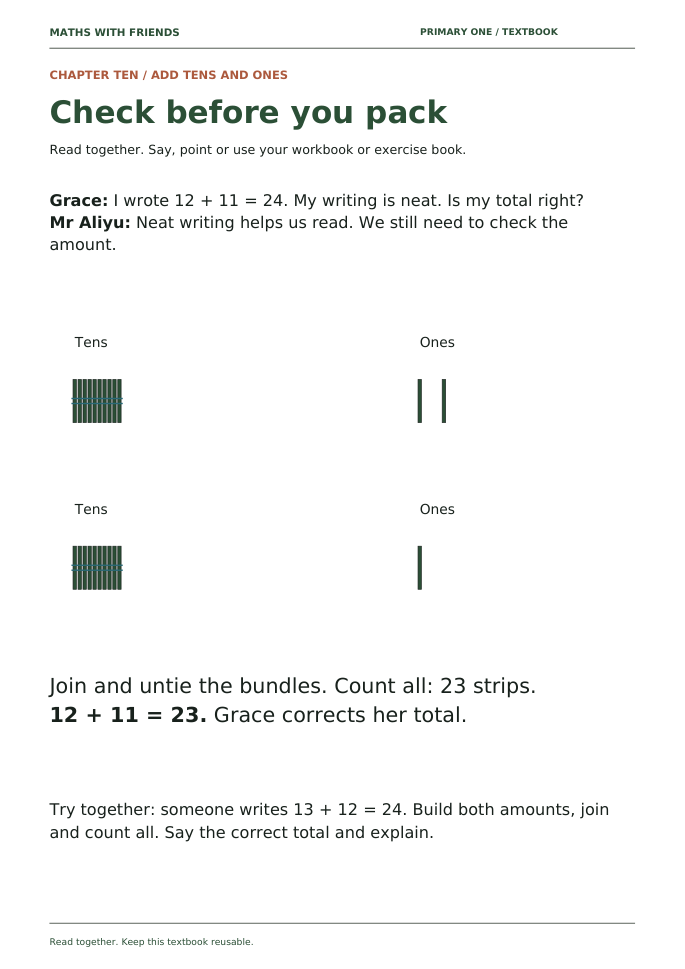 MATHS WITH FRIENDS
PRIMARY ONE / TEXTBOOK
CHAPTER TEN / ADD TENS AND ONES
Check before you pack
Read together. Say, point or use your workbook or exercise book.
Grace: I wrote 12 + 11 = 24. My writing is neat. Is my total right?
Mr Aliyu: Neat writing helps us read. We still need to check the
amount.
Tens
Ones
Tens
Ones
Join and untie the bundles. Count all: 23 strips.
12 + 11 = 23. Grace corrects her total.
Try together: someone writes 13 + 12 = 24. Build both amounts, join
and count all. Say the correct total and explain.
Read together. Keep this textbook reusable.